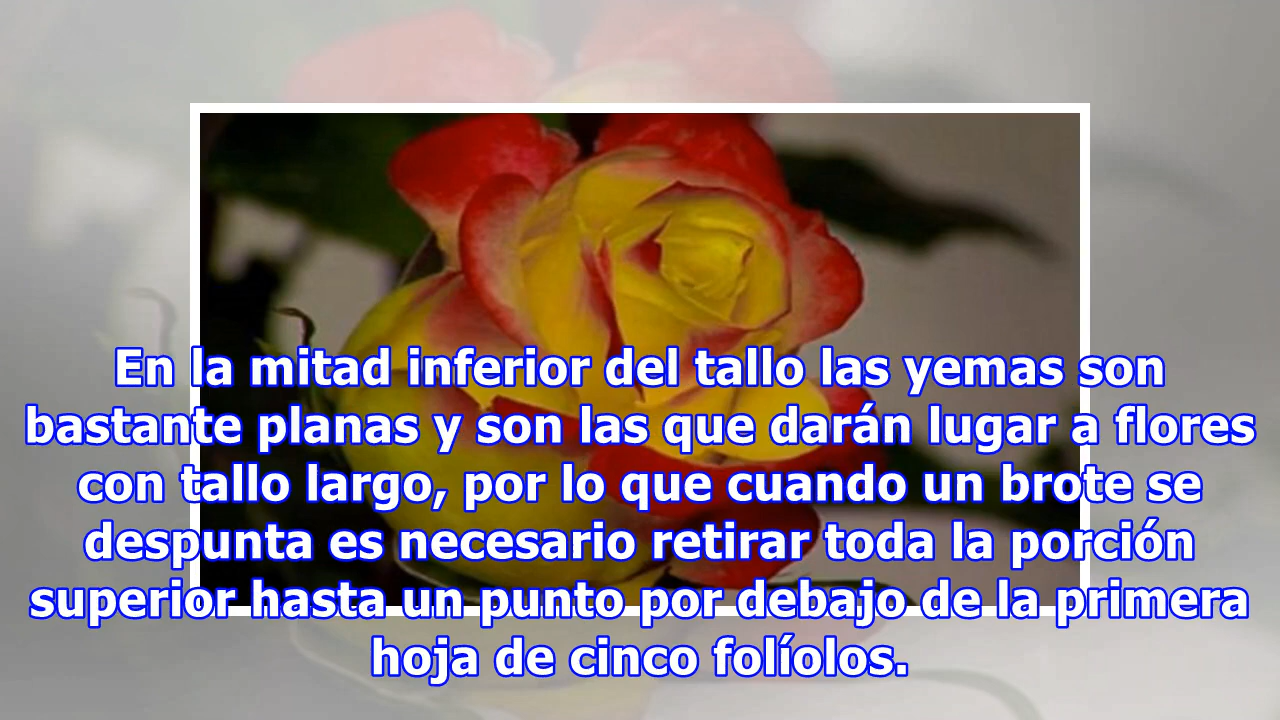 En la mitad inferior del tallo las yemas son
bastante planas y son las que darán lugar a flores
con tallo largo, por lo que cuando un brote se
despunta es necesario retirar toda la porción
superior hasta un punto por debajo de la primera
hoja de cinco folíolos.